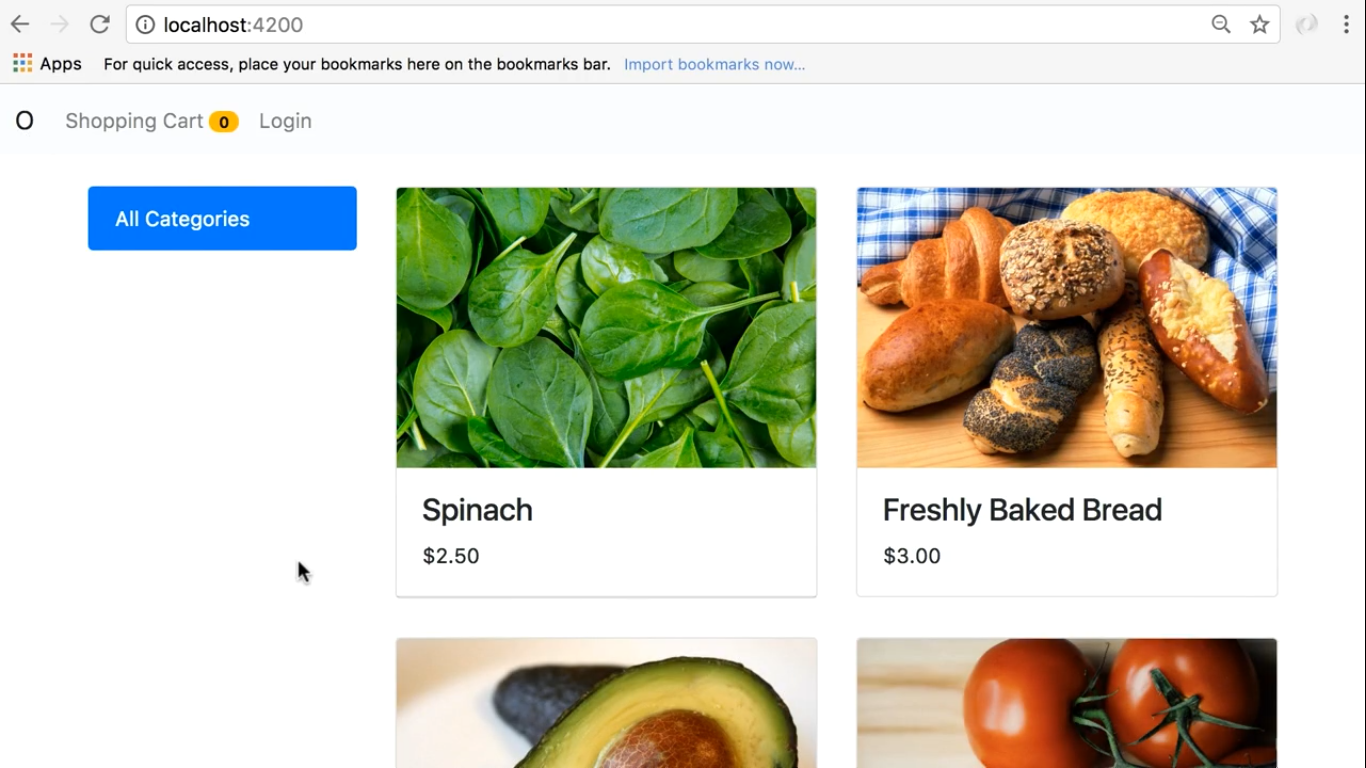 localhost:4200
Apps For quick access, place your bookmarks here on the bookmarks bar. Import bookmarks now...
O Shopping Cart 0 Login
All Categories
Spinach
$2.50
Freshly Baked Bread
$3.00